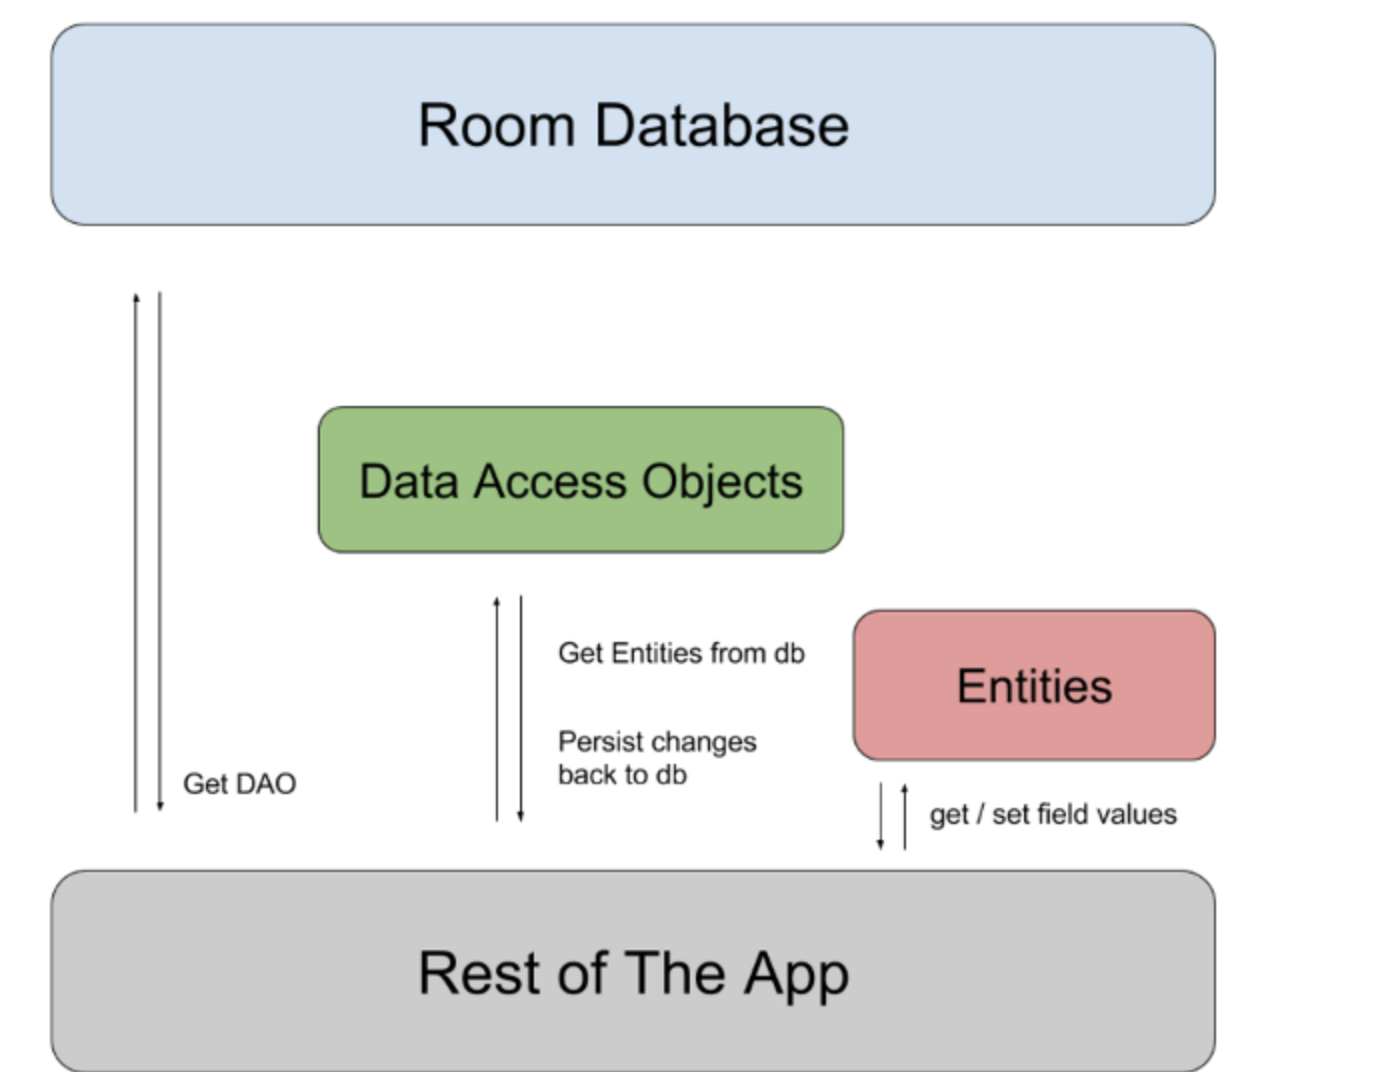 Room Database
Data Access Objects
Get Entities from db
Entities
Persist changes
back to db
Get DAO
get / set field values
Rest of The App